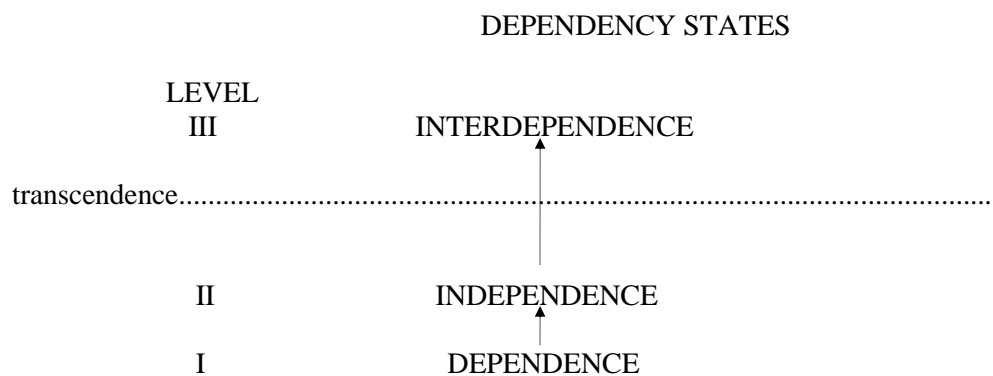 DEPENDENCY STATES
LEVEL
III INTERDEPENDENCE
transcendence..............................................................................................................
II INDEPENDENCE
I DEPENDENCE